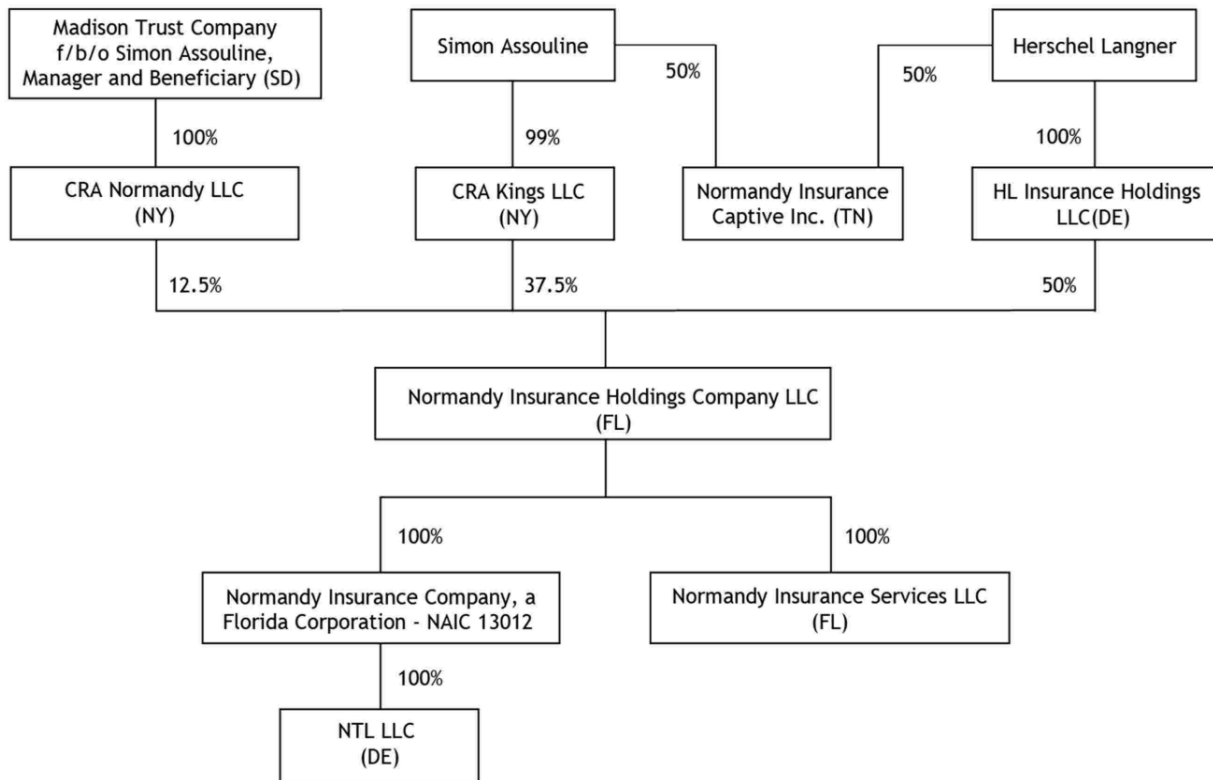 Madison Trust Company
f/b/o Simon Assouline,
Manager and Beneficiary (SD)
Simon Assouline
Herschel Langner
50%
50%
100%
99%
100%
CRA Normandy LLC
(NY)
CRA Kings LLC
(NY)
Normandy Insurance
Captive Inc. (TN)
HL Insurance Holdings
LLC(DE)
12.5%
37.5%
50%
Normandy Insurance Holdings Company LLC
(FL)
100%
100%
Normandy Insurance Company, a
Florida Corporation - NAIC 13012
Normandy Insurance Services LLC
(FL)
100%
NTL LLC
(DE)